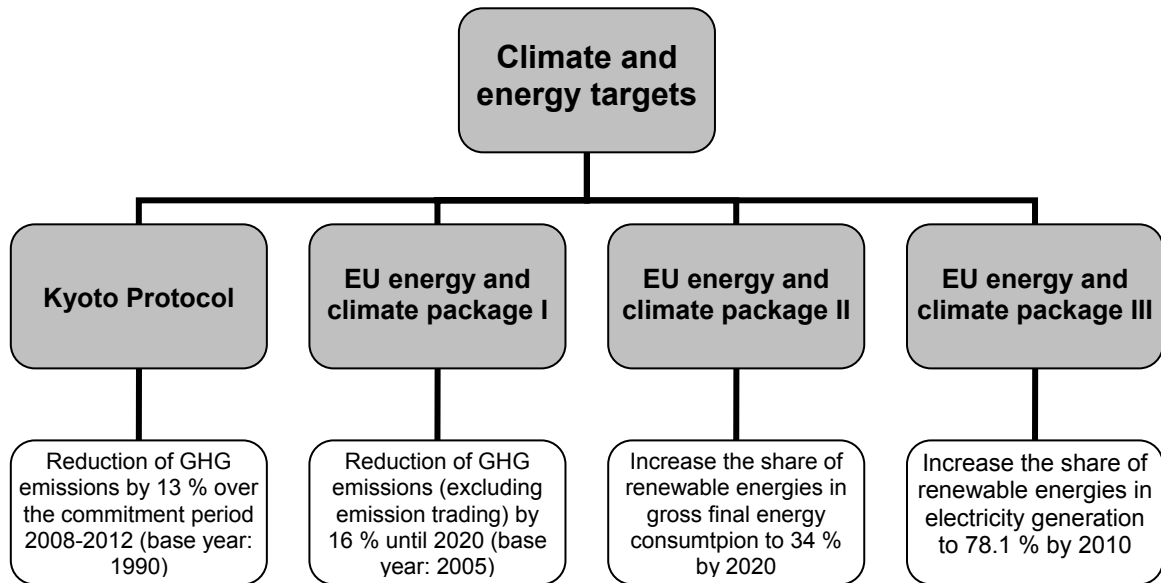 Climate and
energy targets
Kyoto Protocol
EU energy and
climate package I
EU energy and
climate package II
EU energy and
climate package III
Reduction of GHG
emissions by 13 % over
the commitment period
2008-2012 (base year:
1990)
Reduction of GHG
emissions (excluding
emission trading) by
16 % until 2020 (base
year: 2005)
Increase the share of
renewable energies in
gross final energy
consumtpion to 34 %
by 2020
Increase the share of
renewable energies in
electricity generation
to 78.1 % by 2010